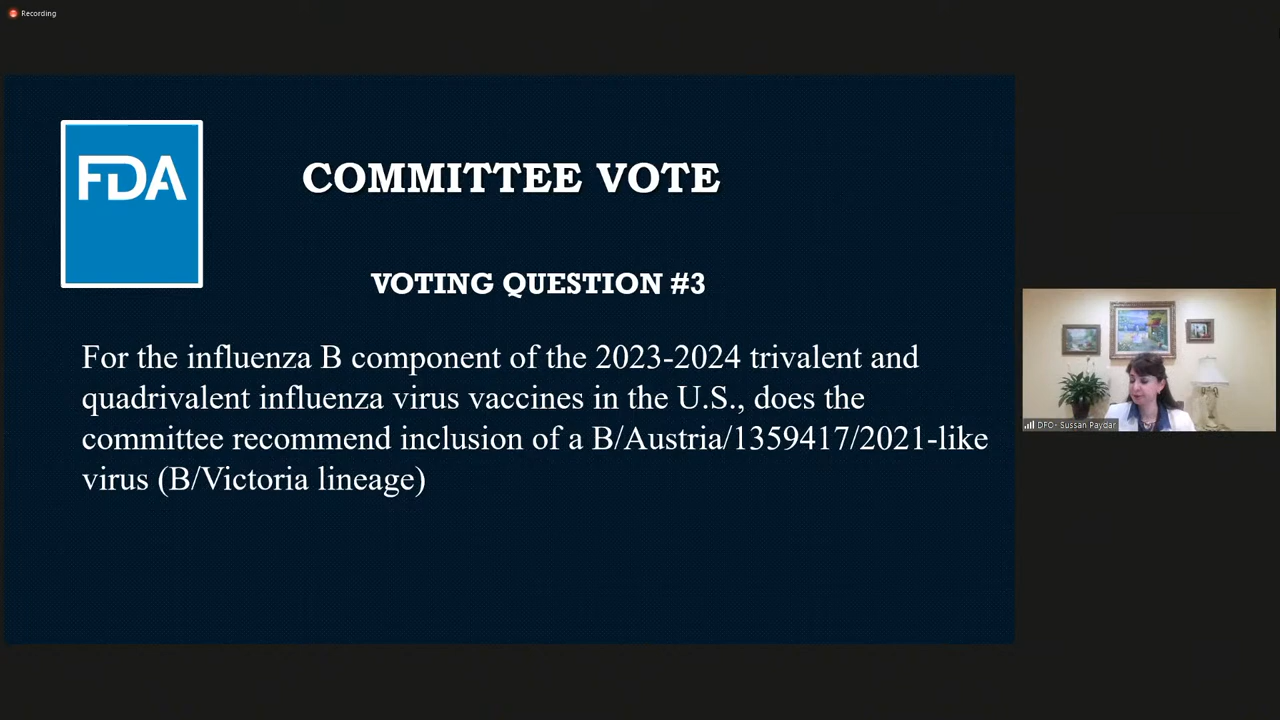 Recording
FDA
COMMITTEE VOTE
VOTING QUESTION #3
For the influenza B component of the 2023-2024 trivalent and
quadrivalent influenza virus vaccines in the U.S., does the
committee recommend inclusion of a B/Austria/1359417/2021-like
virus (B/Victoria lineage)
DFO- Sussan Paydar